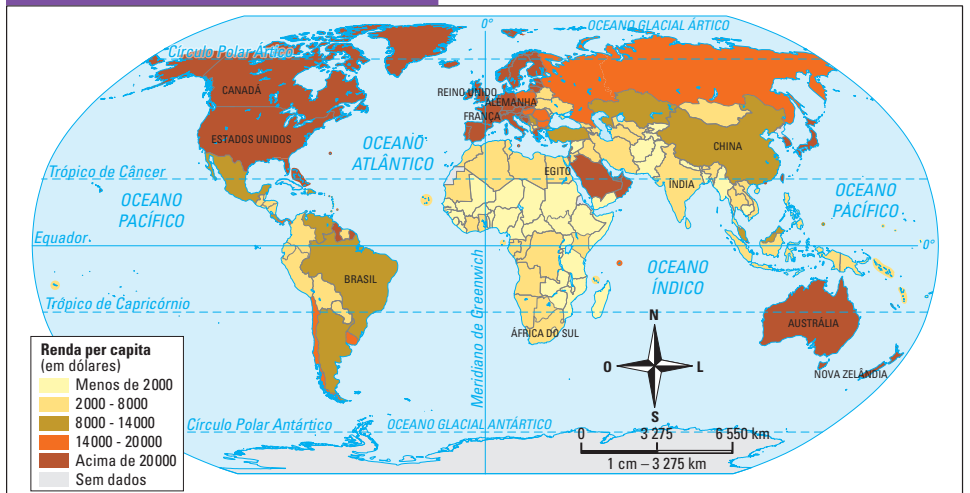 0°
OCEANO GLACIAL ÁRTICO
Círculo Polar Ártico
CANADÁ
REINO UNIDO
ALEMANHA
FRANÇA
ESTADOS UNIDOS
OCEANO
ATLÂNTICO
CHINA
Trópico de Câncer
EGITO
ÍNDIA
OCEANO
PACÍFICO
OCEANO
PACÍFICO
Equador
0°
BRASIL
Meridiano de Greenwich
OCEANO
ÍNDICO
Trópico de Capricórnio
AUSTRÁLIA
ÁFRICA DO SUL
NOVA ZELÂNDIA
N
O
L
S
Renda per capita
(em dólares)
Menos de 2000
2000 - 8000
8000 - 14000
14000 - 20000
Acima de 20000
Sem dados
Círculo Polar Antártico
OCEANO GLACIAL ANTÁRTICO
0 3 275 6 550 km
1 cm – 3 275 km